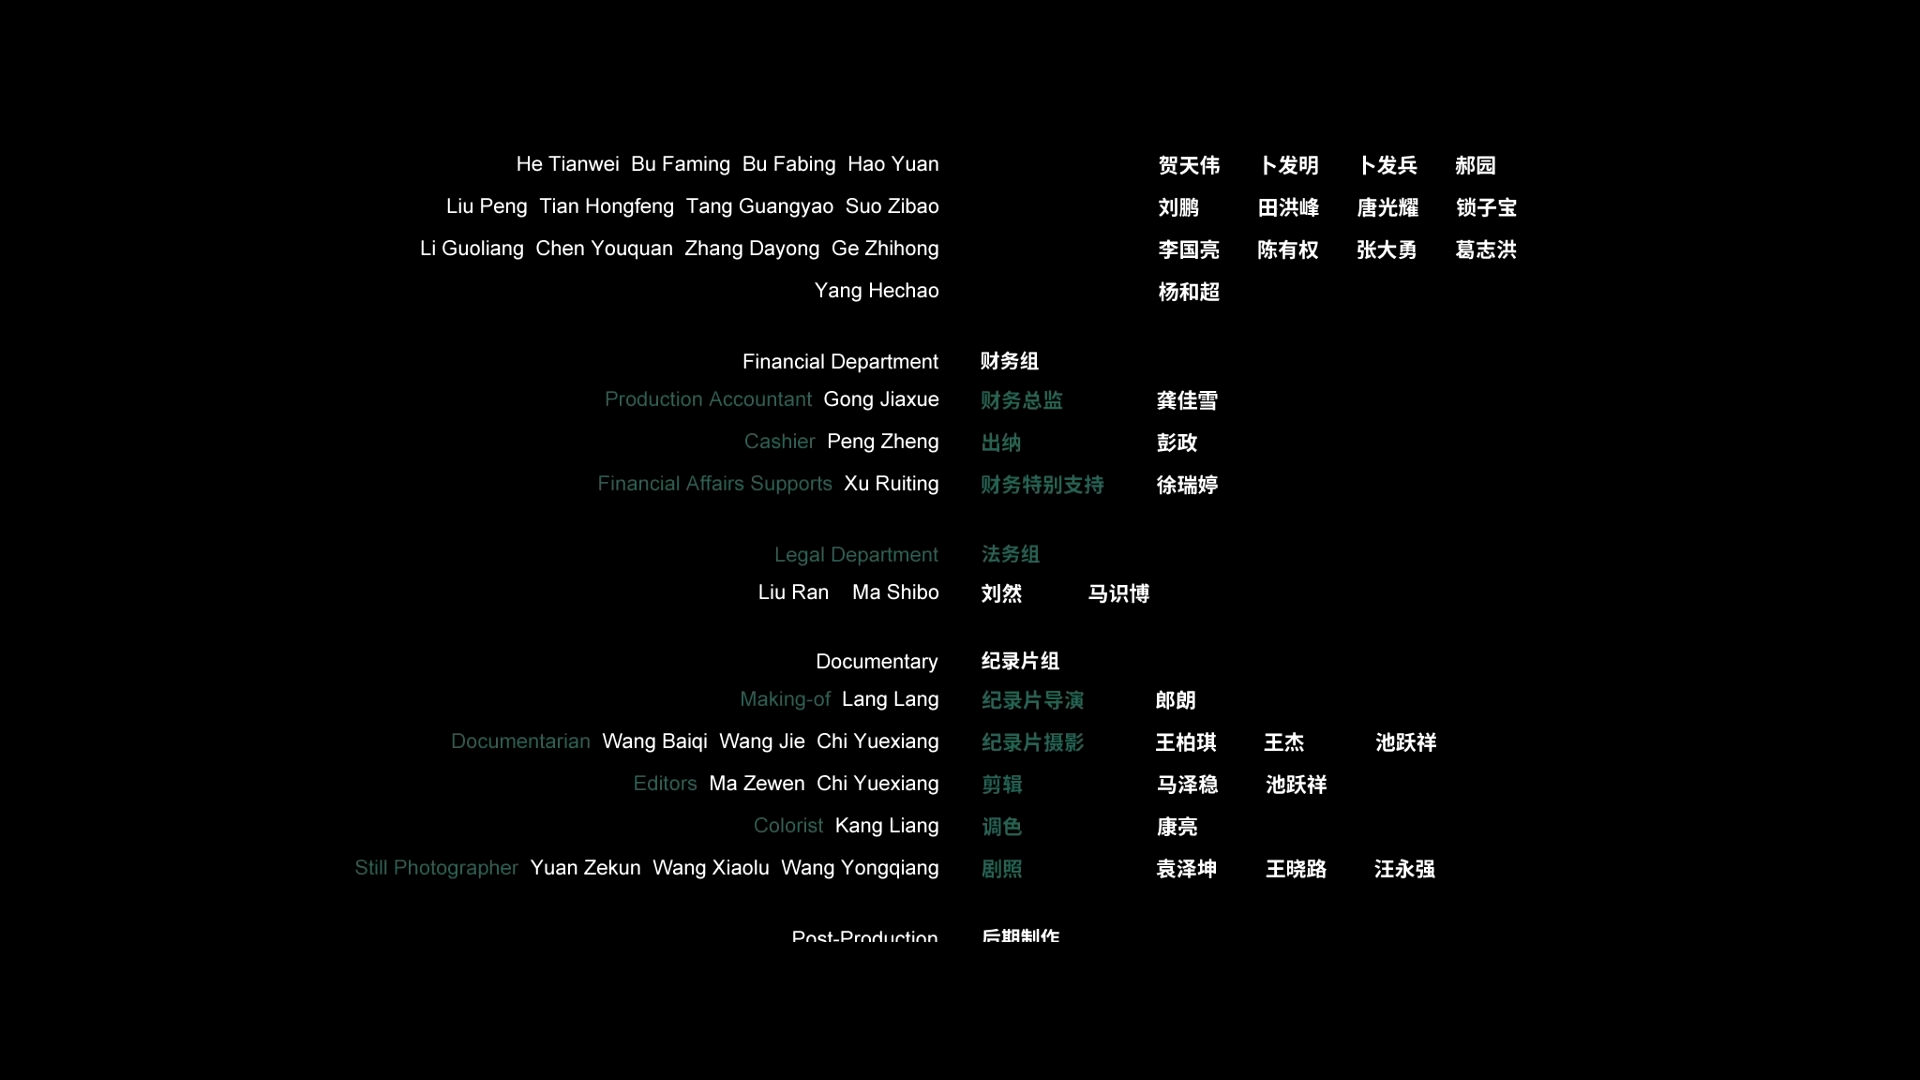 He Tianwei Bu Faming Bu Fabing Hao Yuan 贺天伟 卜发明 卜发兵 郝园
Liu Peng Tian Hongfeng Tang Guangyao Suo Zibao 刘鹏 田洪峰 唐光耀 锁子宝
Li Guoliang Chen Youquan Zhang Dayong Ge Zhihong 李国亮 陈有权 张大勇 葛志洪
Yang Hechao 杨和超
Financial Department 财务组
Production Accountant Gong Jiaxue 财务总监 龚佳雪
Cashier Peng Zheng 出纳 彭政
Financial Affairs Supports Xu Ruiting 财务特别支持 徐瑞婷
Legal Department 法务组
Liu Ran Ma Shibo 刘然 马识博
Documentary 纪录片组
Making-of Lang Lang 纪录片导演 郎朗
Documentarian Wang Baiqi Wang Jie Chi Yuexiang 纪录片摄影 王柏琪 王杰 池跃祥
Editors Ma Zewen Chi Yuexiang 剪辑 马泽稳 池跃祥
Colorist Kang Liang 调色 康亮
Still Photographer Yuan Zekun Wang Xiaolu Wang Yongqiang 剧照 袁泽坤 王晓路 汪永强
Post-Production 后期制作